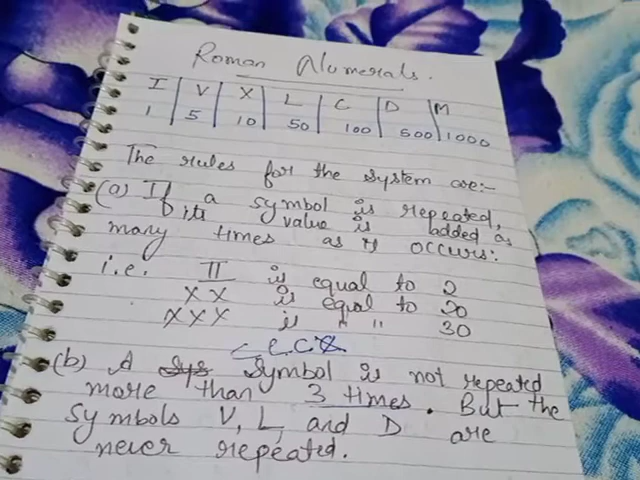 Roman Numerals.
I | V | X | L | C | D | M
1 | 5 | 10 | 50 | 100 | 500 | 1000
The rules for the system are:-
(a) If a symbol is repeated,
its value is added as
many times as it occurs:
i.e. II is equal to 2
XX is equal to 20
XXX is " " 30
(b) A Symbol is not repeated
more than 3 times. But the
symbols V, L, and D are
never repeated.